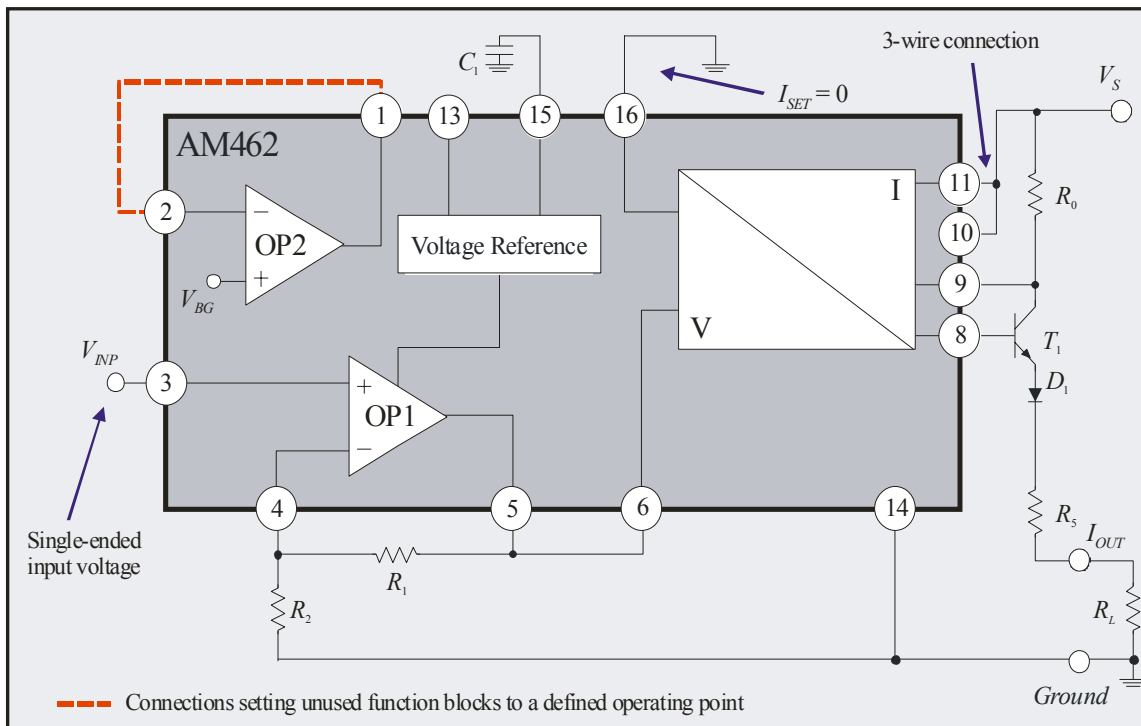 3-wire connection
C₁
I_SET = 0
V_S
1
13
15
16
AM462
2
OP2
V_BG
Voltage Reference
I
V
11
10
9
8
R₀
T₁
D₁
V_INP
3
OP1
4
5
6
14
R₅
I_OUT
Single-ended
input voltage
R₁
R₂
R_L
Ground
Connections setting unused function blocks to a defined operating point